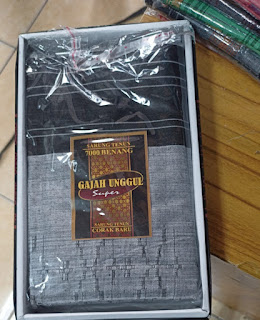 SARUNG TENUN
7000 BENANG
GAJAH UNGGUL
Super
SARUNG TENUN
CORAK BARU